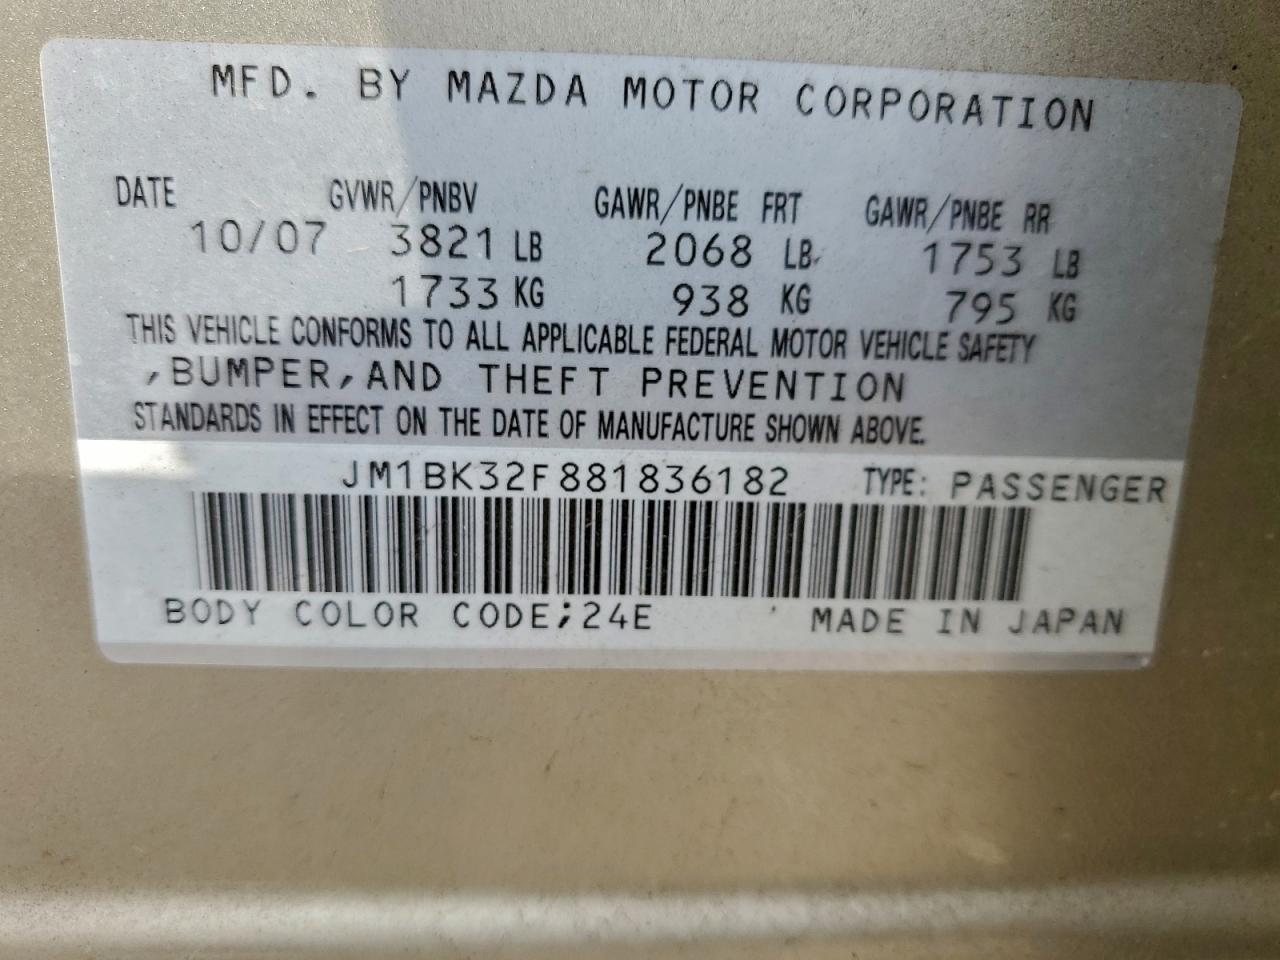 MFD. BY MAZDA MOTOR CORPORATION
DATE GVWR/PNBV GAWR/PNBE FRT GAWR/PNBE RR
10/07 3821 LB 2068 LB 1753 LB
1733 KG 938 KG 795 KG
THIS VEHICLE CONFORMS TO ALL APPLICABLE FEDERAL MOTOR VEHICLE SAFETY
,BUMPER,AND THEFT PREVENTION
STANDARDS IN EFFECT ON THE DATE OF MANUFACTURE SHOWN ABOVE.
JM1BK32F881836182 TYPE: PASSENGER
BODY COLOR CODE;24E MADE IN JAPAN